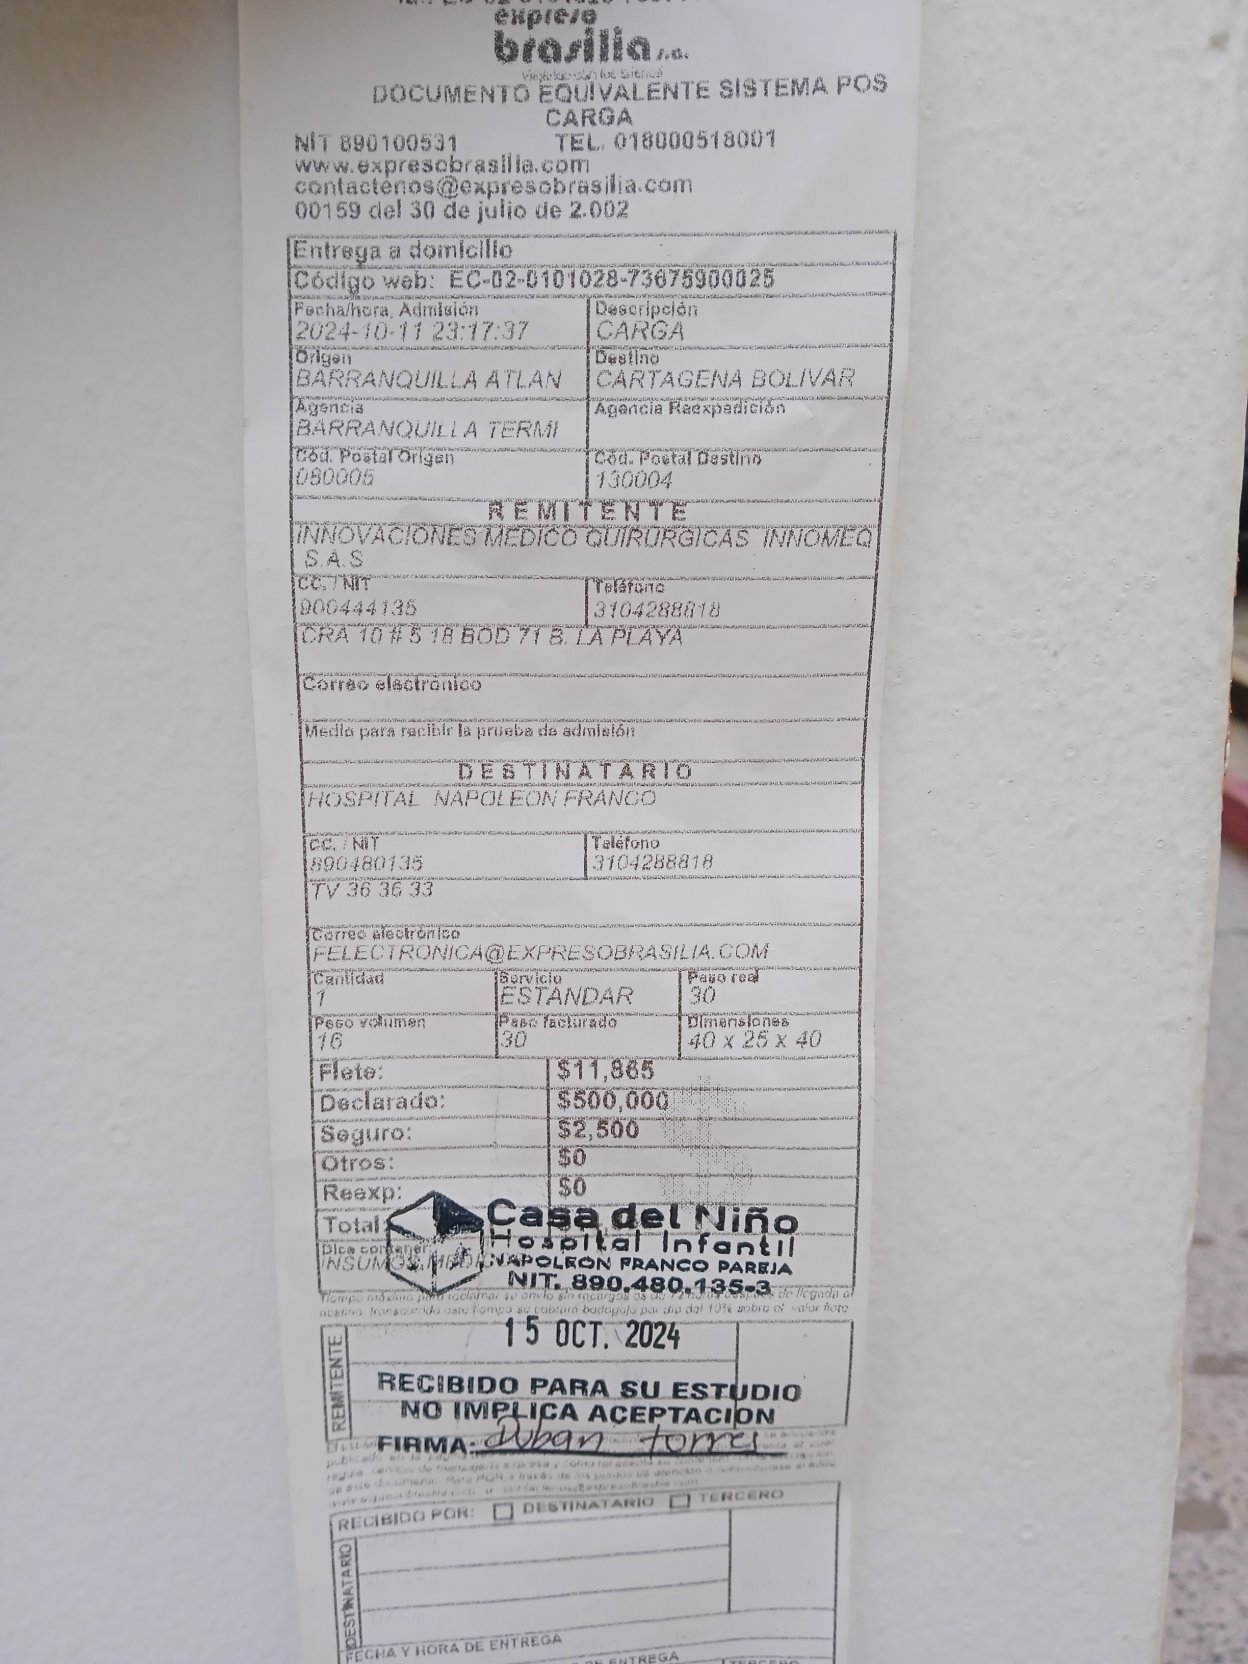 expreso
brasilia s.a.
DOCUMENTO EQUIVALENTE SISTEMA POS
CARGA
NIT 890100531 TEL. 018000518001
www.expresobrasilia.com
contactenos@expresobrasilia.com
00159 del 30 de julio de 2.002
Entrega a domicilio
Código web: EC-02-0101028-73675900025
Fecha/hora, Admisión Descripción
2024-10-11 23:17:37 CARGA
Origen Destino
BARRANQUILLA ATLAN CARTAGENA BOLIVAR
Agencia Agencia Reexpedición
BARRANQUILLA TERMI
Cód. Postal Origen Cód. Postal Destino
080005 130004
REMITENTE
INNOVACIONES MEDICO QUIRURGICAS INNOMEQ
S.A.S
CC. / NIT Teléfono
900444135 3104288818
CRA 10 # 5 18 BOD 71 B. LA PLAYA
Correo electrónico
Medio para recibir la prueba de admisión
DESTINATARIO
HOSPITAL NAPOLEON FRANCO
CC. / NIT Teléfono
890480135 3104288818
TV 36 36 33
Correo electrónico
FELECTRONICA@EXPRESOBRASILIA.COM
Cantidad Servicio Peso real
1 ESTANDAR 30
Peso volumen Peso facturado Dimensiones
16 30 40 x 25 x 40
Flete: $11,865
Declarado: $500,000
Seguro: $2,500
Otros: $0
Reexp: $0
Total:
Casa del Niño
Hospital Infantil
Dice contener:
INSUMOS
NAPOLEON FRANCO PAREJA
NIT. 890.480.135-3
15 OCT. 2024
REMITENTE
RECIBIDO PARA SU ESTUDIO
NO IMPLICA ACEPTACION
FIRMA: Duban torres
RECIBIDO POR: DESTINATARIO TERCERO
DESTINATARIO
FECHA Y HORA DE ENTREGA